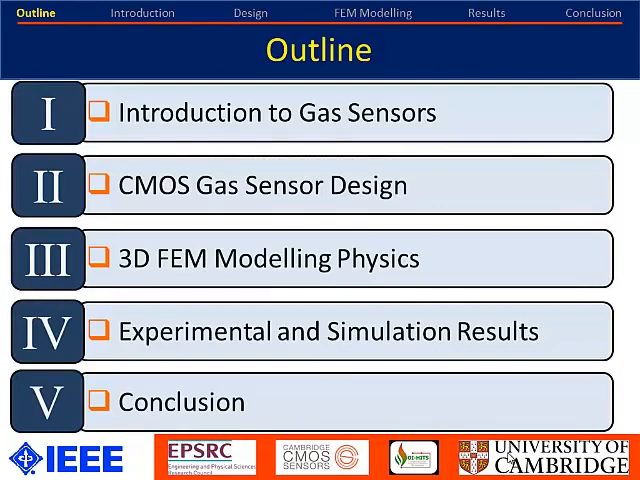 Outline Introduction Design FEM Modelling Results Conclusion
Outline
I Introduction to Gas Sensors
II CMOS Gas Sensor Design
III 3D FEM Modelling Physics
IV Experimental and Simulation Results
V Conclusion
IEEE
EPSRC
Engineering and Physical Sciences
Research Council
CAMBRIDGE
CMOS
SENSORS
UNIVERSITY OF
CAMBRIDGE